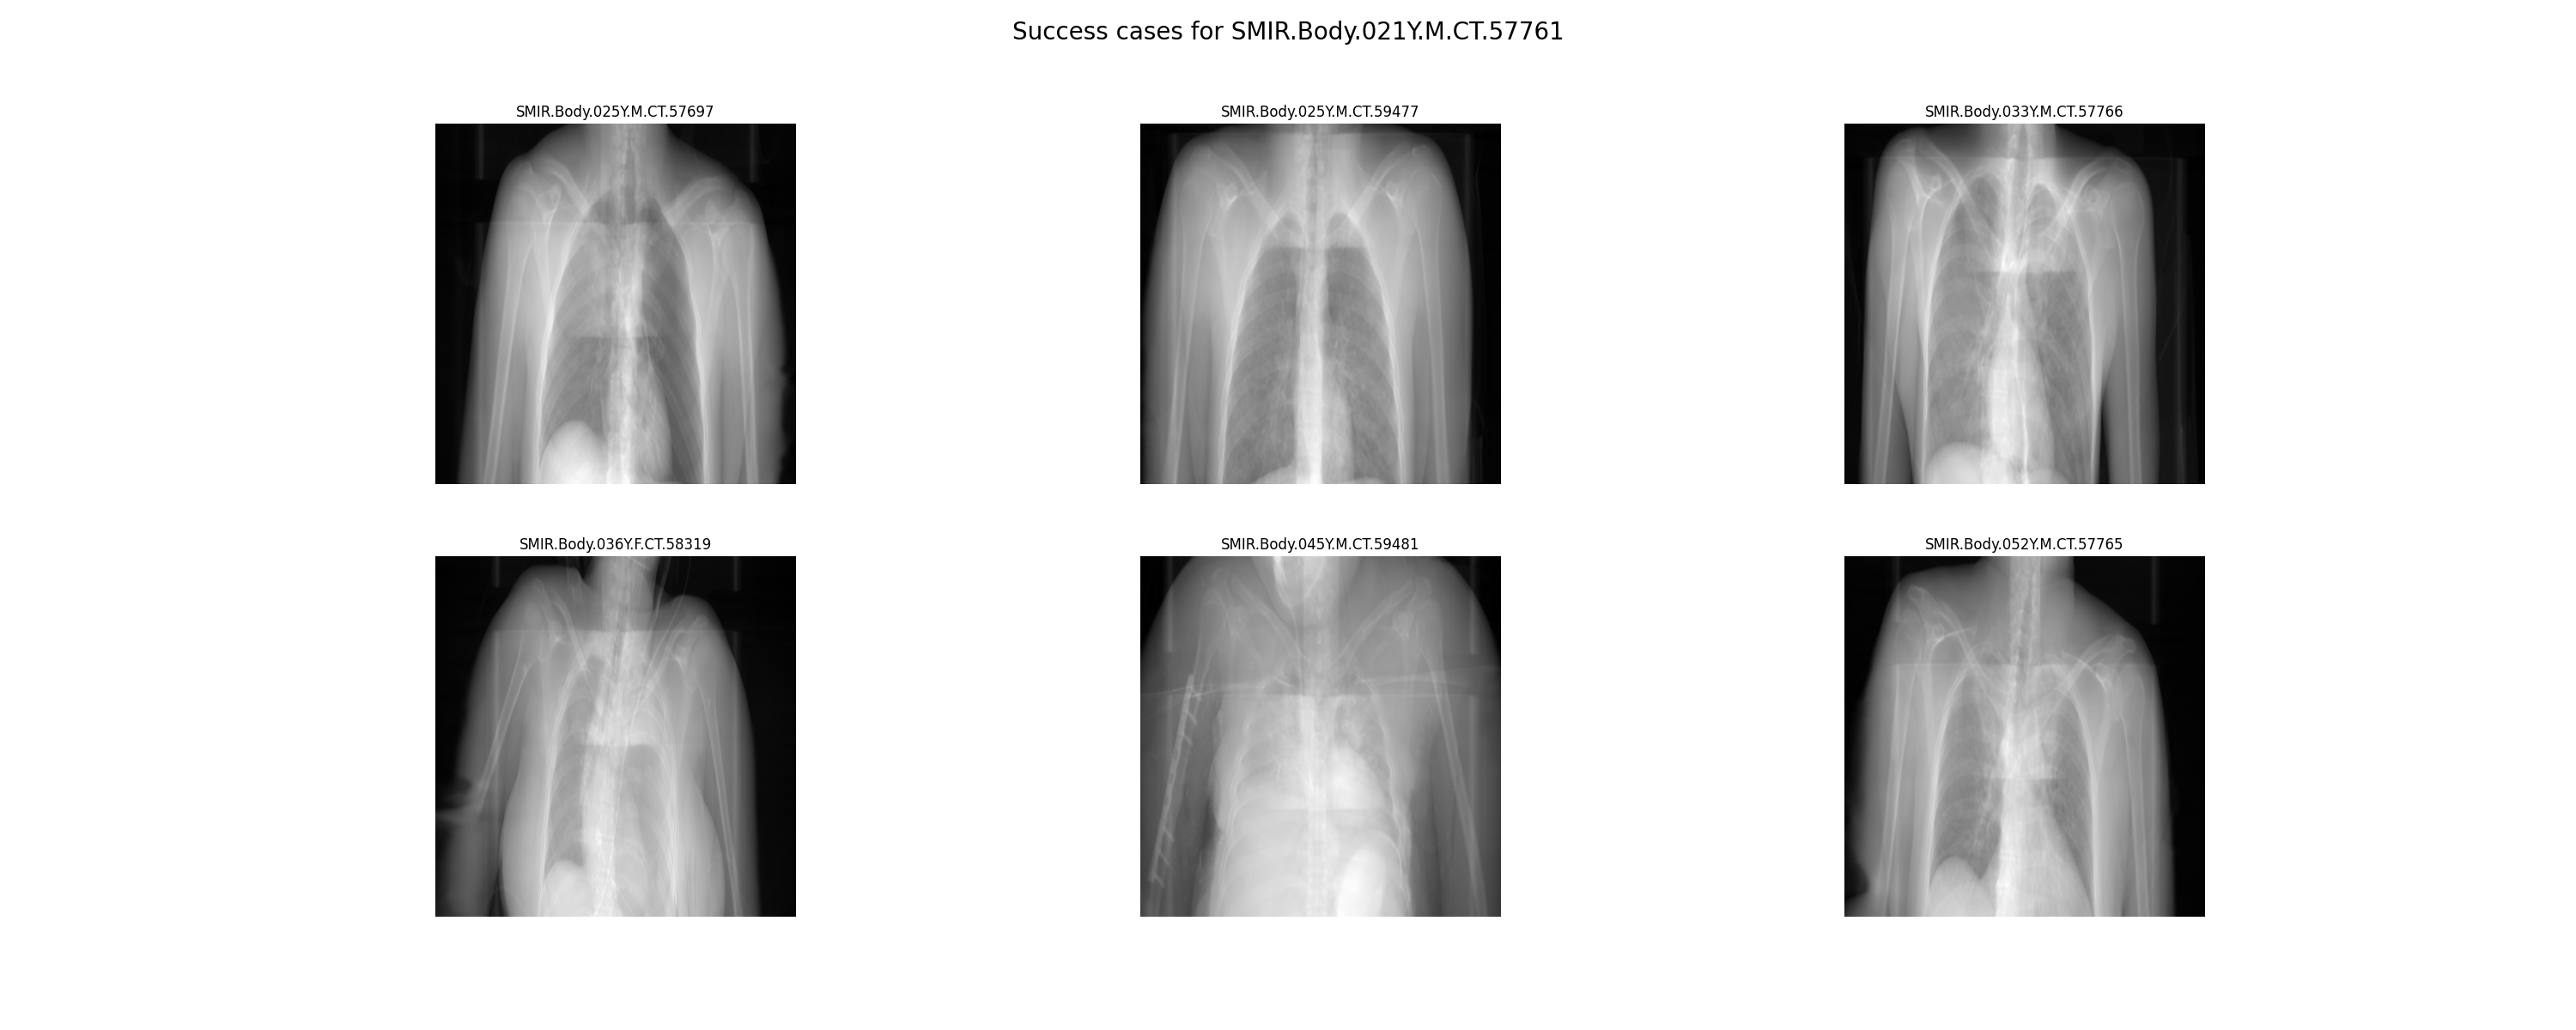 Success cases for SMIR.Body.021Y.M.CT.57761
SMIR.Body.025Y.M.CT.57697
SMIR.Body.025Y.M.CT.59477
SMIR.Body.033Y.M.CT.57766
SMIR.Body.036Y.F.CT.58319
SMIR.Body.045Y.M.CT.59481
SMIR.Body.052Y.M.CT.57765